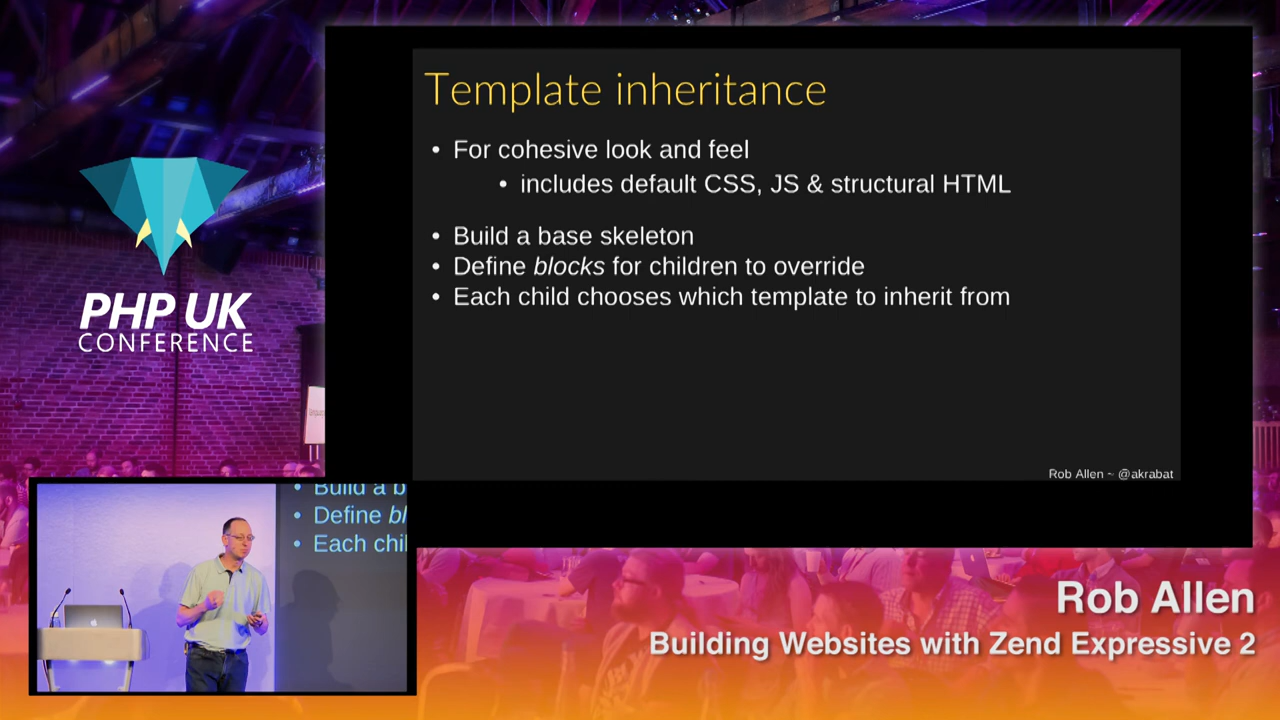 Template inheritance
• For cohesive look and feel
• includes default CSS, JS & structural HTML
• Build a base skeleton
• Define blocks for children to override
• Each child chooses which template to inherit from
Rob Allen ~ @akrabat
PHP UK
CONFERENCE
• Build a b
• Define bl
• Each chil
Rob Allen
Building Websites with Zend Expressive 2